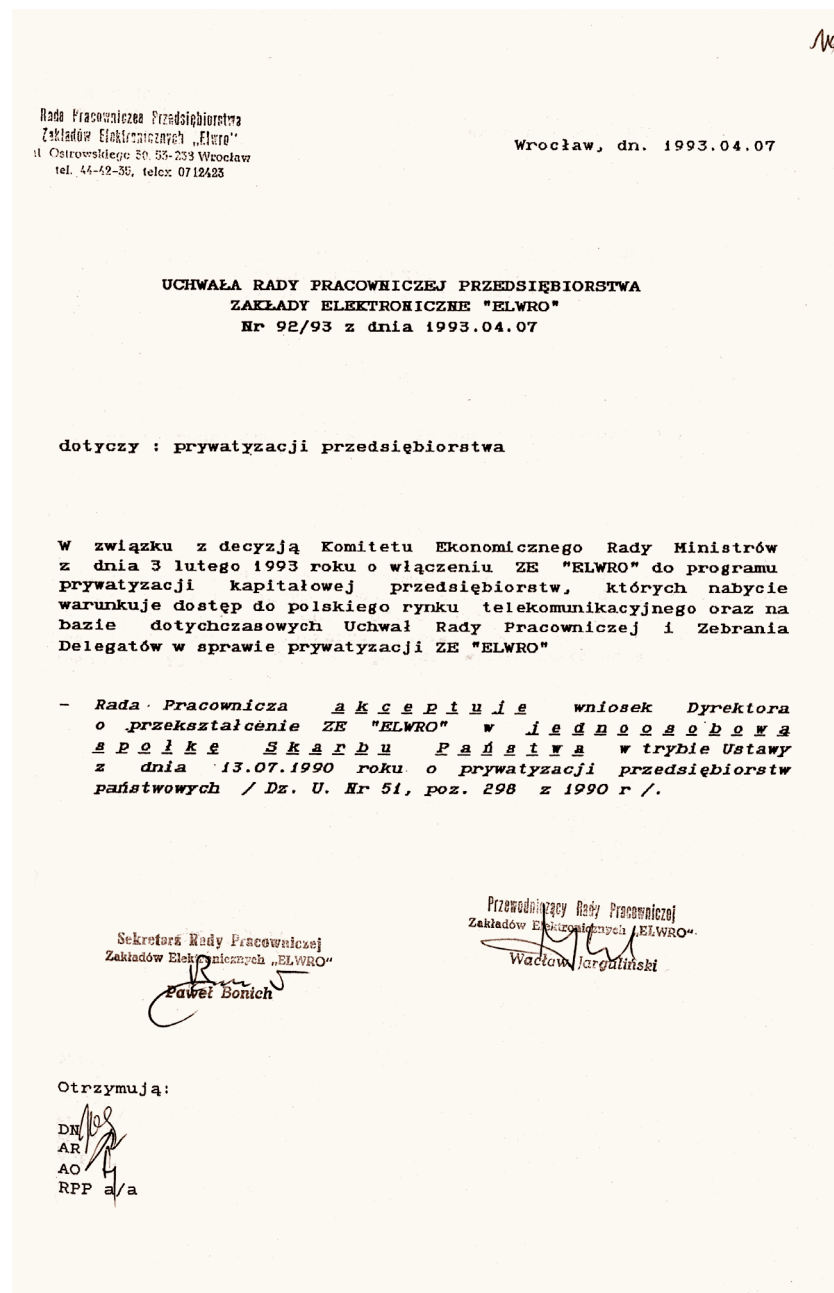 Rada Pracownicza Przedsiębiorstwa
Zakładów Elektronicznych „Elwro"
ul. Ostrowskiego 30, 53-238 Wrocław
tel. 44-42-35, telex 0712423
Wrocław, dn. 1993.04.07
UCHWAŁA RADY PRACOWNICZEJ PRZEDSIĘBIORSTWA
ZAKŁADY ELEKTRONICZNE "ELWRO"
Nr 92/93 z dnia 1993.04.07
dotyczy : prywatyzacji przedsiębiorstwa
W związku z decyzją Komitetu Ekonomicznego Rady Ministrów
z dnia 3 lutego 1993 roku o włączeniu ZE "ELWRO" do programu
prywatyzacji kapitałowej przedsiębiorstw, których nabycie
warunkuje dostęp do polskiego rynku telekomunikacyjnego oraz na
bazie dotychczasowych Uchwał Rady Pracowniczej i Zebrania
Delegatów w sprawie prywatyzacji ZE "ELWRO"
- Rada Pracownicza a k c e p t u j e wniosek Dyrektora
o przekształcenie ZE "ELWRO" w j e d n o o s o b o w ą
s p ó ł k ę S k a r b u P a ń s t w a w trybie Ustawy
z dnia 13.07.1990 roku o prywatyzacji przedsiębiorstw
państwowych / Dz. U. Nr 51, poz. 298 z 1990 r /.
Przewodniczący Rady Pracowniczej
Zakładów Elektronicznych „ELWRO"
Wacław Jarguliński
Sekretarz Rady Pracowniczej
Zakładów Elektronicznych „ELWRO"
Paweł Bonich
Otrzymują:
DN
AR
AO
RPP a/a